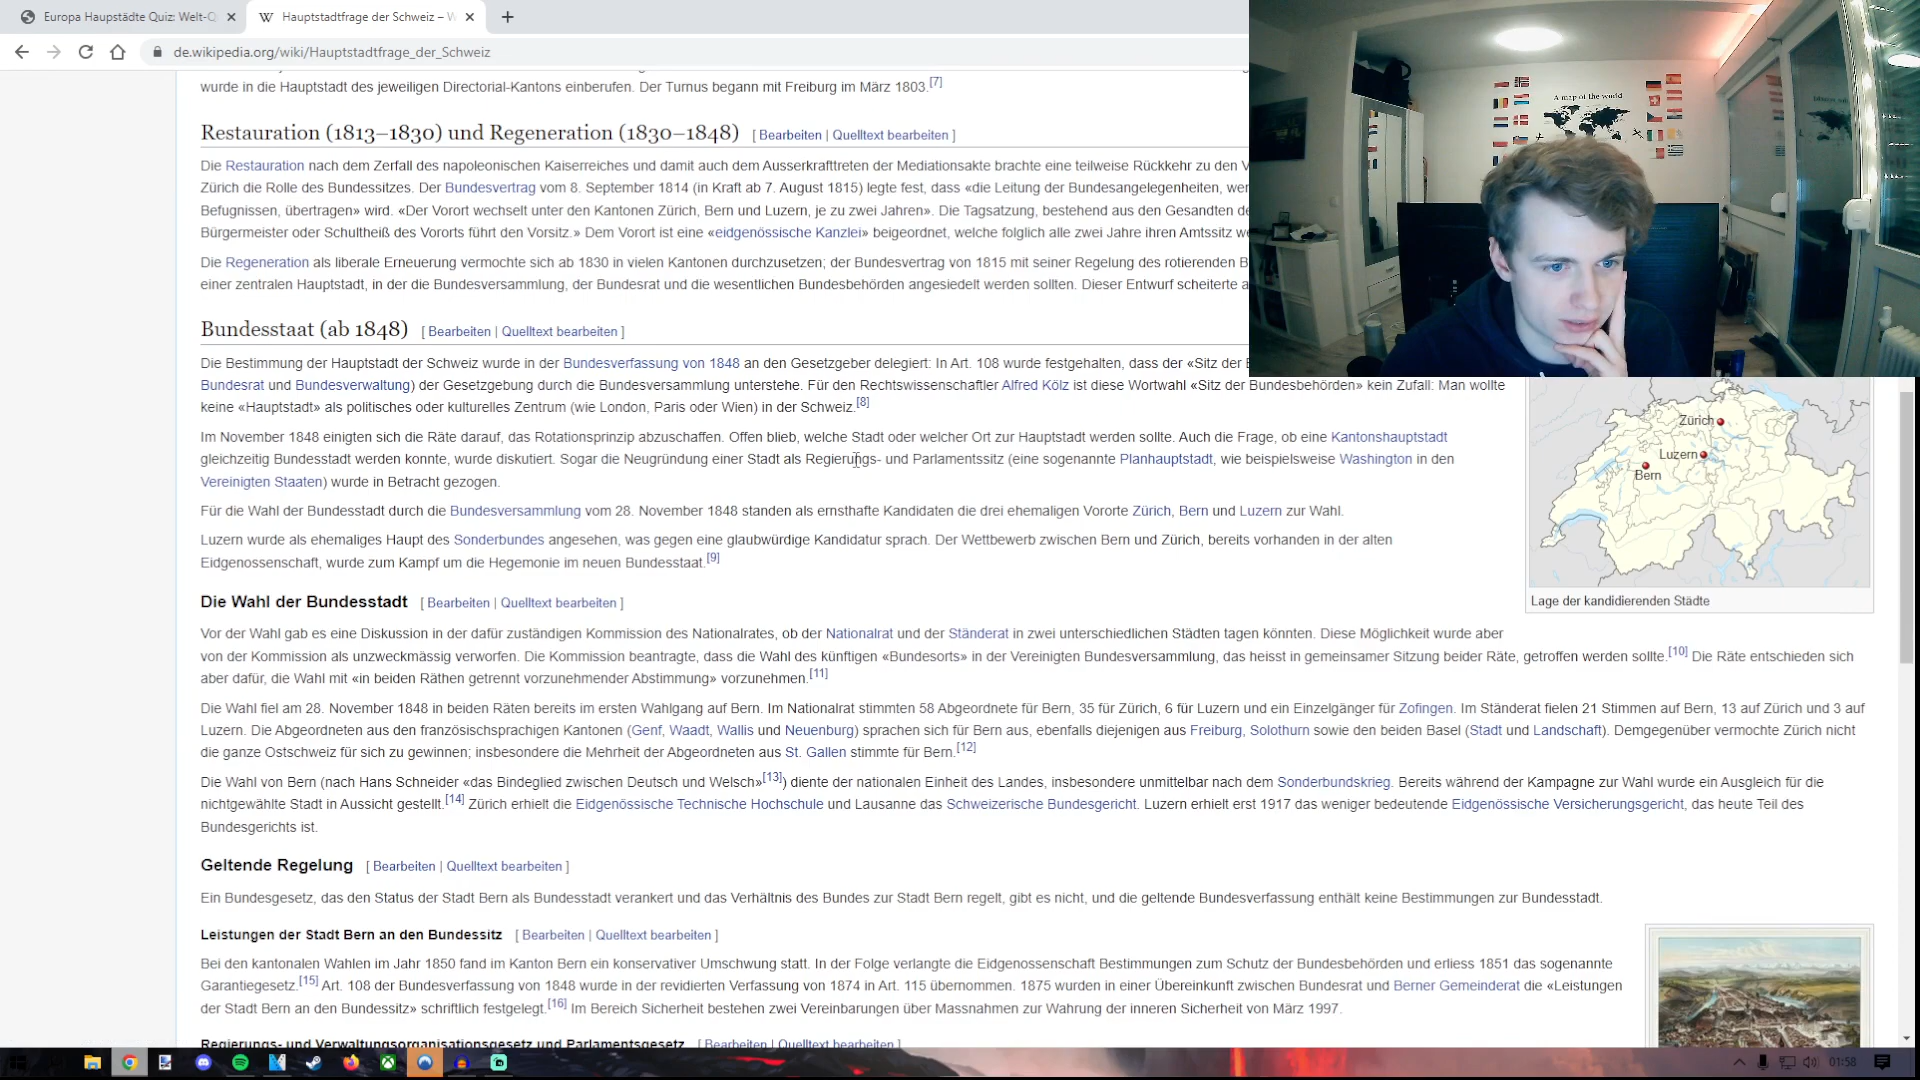 Europa Haupstädte Quiz: Welt-Q
Hauptstadtfrage der Schweiz – W
de.wikipedia.org/wiki/Hauptstadtfrage_der_Schweiz
wurde in die Hauptstadt des jeweiligen Directorial-Kantons einberufen. Der Turnus begann mit Freiburg im März 1803.[7]
A map of the world
Restauration (1813–1830) und Regeneration (1830–1848) [ Bearbeiten | Quelltext bearbeiten ]
Die Restauration nach dem Zerfall des napoleonischen Kaiserreiches und damit auch dem Ausserkrafttreten der Mediationsakte brachte eine teilweise Rückkehr zu den V
Zürich die Rolle des Bundessitzes. Der Bundesvertrag vom 8. September 1814 (in Kraft ab 7. August 1815) legte fest, dass «die Leitung der Bundesangelegenheiten, wer
Befugnissen, übertragen» wird. «Der Vorort wechselt unter den Kantonen Zürich, Bern und Luzern, je zu zwei Jahren». Die Tagsatzung, bestehend aus den Gesandten de
Bürgermeister oder Schultheiß des Vororts führt den Vorsitz.» Dem Vorort ist eine «eidgenössische Kanzlei» beigeordnet, welche folglich alle zwei Jahre ihren Amtssitz we
Die Regeneration als liberale Erneuerung vermochte sich ab 1830 in vielen Kantonen durchzusetzen; der Bundesvertrag von 1815 mit seiner Regelung des rotierenden B
einer zentralen Hauptstadt, in der die Bundesversammlung, der Bundesrat und die wesentlichen Bundesbehörden angesiedelt werden sollten. Dieser Entwurf scheiterte a
Bundesstaat (ab 1848) [ Bearbeiten | Quelltext bearbeiten ]
Die Bestimmung der Hauptstadt der Schweiz wurde in der Bundesverfassung von 1848 an den Gesetzgeber delegiert: In Art. 108 wurde festgehalten, dass der «Sitz der B
Bundesrat und Bundesverwaltung) der Gesetzgebung durch die Bundesversammlung unterstehe. Für den Rechtswissenschaftler Alfred Kölz ist diese Wortwahl «Sitz der Bundesbehörden» kein Zufall: Man wollte
keine «Hauptstadt» als politisches oder kulturelles Zentrum (wie London, Paris oder Wien) in der Schweiz.[8]
Im November 1848 einigten sich die Räte darauf, das Rotationsprinzip abzuschaffen. Offen blieb, welche Stadt oder welcher Ort zur Hauptstadt werden sollte. Auch die Frage, ob eine Kantonshauptstadt
gleichzeitig Bundesstadt werden konnte, wurde diskutiert. Sogar die Neugründung einer Stadt als Regierungs- und Parlamentssitz (eine sogenannte Planhauptstadt, wie beispielsweise Washington in den
Vereinigten Staaten) wurde in Betracht gezogen.
Für die Wahl der Bundesstadt durch die Bundesversammlung vom 28. November 1848 standen als ernsthafte Kandidaten die drei ehemaligen Vororte Zürich, Bern und Luzern zur Wahl.
Luzern wurde als ehemaliges Haupt des Sonderbundes angesehen, was gegen eine glaubwürdige Kandidatur sprach. Der Wettbewerb zwischen Bern und Zürich, bereits vorhanden in der alten
Eidgenossenschaft, wurde zum Kampf um die Hegemonie im neuen Bundesstaat.[9]
Zürich
Luzern
Bern
Lage der kandidierenden Städte
Die Wahl der Bundesstadt [ Bearbeiten | Quelltext bearbeiten ]
Vor der Wahl gab es eine Diskussion in der dafür zuständigen Kommission des Nationalrates, ob der Nationalrat und der Ständerat in zwei unterschiedlichen Städten tagen könnten. Diese Möglichkeit wurde aber
von der Kommission als unzweckmässig verworfen. Die Kommission beantragte, dass die Wahl des künftigen «Bundesorts» in der Vereinigten Bundesversammlung, das heisst in gemeinsamer Sitzung beider Räte, getroffen werden sollte.[10] Die Räte entschieden sich
aber dafür, die Wahl mit «in beiden Räthen getrennt vorzunehmender Abstimmung» vorzunehmen.[11]
Die Wahl fiel am 28. November 1848 in beiden Räten bereits im ersten Wahlgang auf Bern. Im Nationalrat stimmten 58 Abgeordnete für Bern, 35 für Zürich, 6 für Luzern und ein Einzelgänger für Zofingen. Im Ständerat fielen 21 Stimmen auf Bern, 13 auf Zürich und 3 auf
Luzern. Die Abgeordneten aus den französischsprachigen Kantonen (Genf, Waadt, Wallis und Neuenburg) sprachen sich für Bern aus, ebenfalls diejenigen aus Freiburg, Solothurn sowie den beiden Basel (Stadt und Landschaft). Demgegenüber vermochte Zürich nicht
die ganze Ostschweiz für sich zu gewinnen; insbesondere die Mehrheit der Abgeordneten aus St. Gallen stimmte für Bern.[12]
Die Wahl von Bern (nach Hans Schneider «das Bindeglied zwischen Deutsch und Welsch»[13]) diente der nationalen Einheit des Landes, insbesondere unmittelbar nach dem Sonderbundskrieg. Bereits während der Kampagne zur Wahl wurde ein Ausgleich für die
nichtgewählte Stadt in Aussicht gestellt.[14] Zürich erhielt die Eidgenössische Technische Hochschule und Lausanne das Schweizerische Bundesgericht. Luzern erhielt erst 1917 das weniger bedeutende Eidgenössische Versicherungsgericht, das heute Teil des
Bundesgerichts ist.
Geltende Regelung [ Bearbeiten | Quelltext bearbeiten ]
Ein Bundesgesetz, das den Status der Stadt Bern als Bundesstadt verankert und das Verhältnis des Bundes zur Stadt Bern regelt, gibt es nicht, und die geltende Bundesverfassung enthält keine Bestimmungen zur Bundesstadt.
Leistungen der Stadt Bern an den Bundessitz [ Bearbeiten | Quelltext bearbeiten ]
Bei den kantonalen Wahlen im Jahr 1850 fand im Kanton Bern ein konservativer Umschwung statt. In der Folge verlangte die Eidgenossenschaft Bestimmungen zum Schutz der Bundesbehörden und erliess 1851 das sogenannte
Garantiegesetz.[15] Art. 108 der Bundesverfassung von 1848 wurde in der revidierten Verfassung von 1874 in Art. 115 übernommen. 1875 wurden in einer Übereinkunft zwischen Bundesrat und Berner Gemeinderat die «Leistungen
der Stadt Bern an den Bundessitz» schriftlich festgelegt.[16] Im Bereich Sicherheit bestehen zwei Vereinbarungen über Massnahmen zur Wahrung der inneren Sicherheit von März 1997.
Regierungs- und Verwaltungsorganisationsgesetz und Parlamentsgesetz [ Bearbeiten | Quelltext bearbeiten ]
01:58